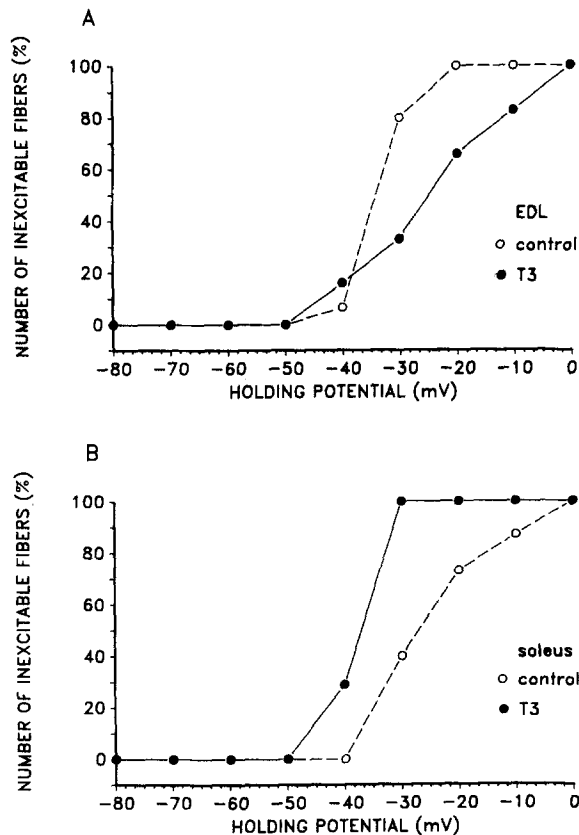 A
NUMBER OF INEXCITABLE FIBERS (%)
100
80
60
40
20
0
EDL
control
T3
−80 −70 −60 −50 −40 −30 −20 −10 0
HOLDING POTENTIAL (mV)
B
NUMBER OF INEXCITABLE FIBERS (%)
100
80
60
40
20
0
soleus
control
T3
−80 −70 −60 −50 −40 −30 −20 −10 0
HOLDING POTENTIAL (mV)